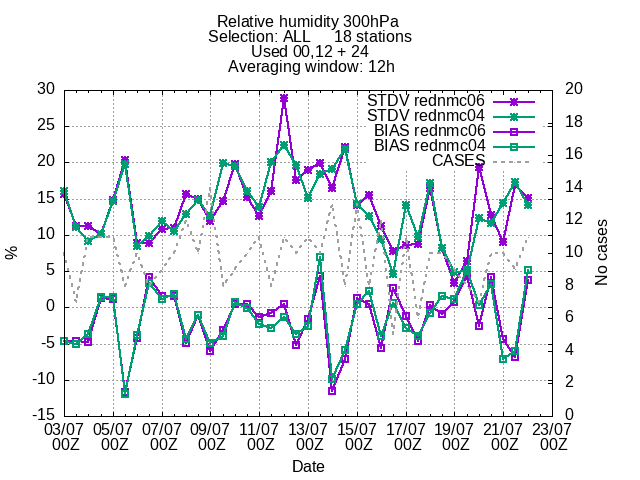 Relative humidity 300hPa
Selection: ALL     18 stations
Used 00,12 + 24
Averaging window: 12h
STDV rednmc06
STDV rednmc04
BIAS rednmc06
BIAS rednmc04
CASES
30
25
20
15
10
5
0
-5
-10
-15
%
20
18
16
14
12
10
8
6
4
2
0
No cases
03/07 05/07 07/07 09/07 11/07 13/07 15/07 17/07 19/07 21/07 23/07
00Z 00Z 00Z 00Z 00Z 00Z 00Z 00Z 00Z 00Z 00Z
Date